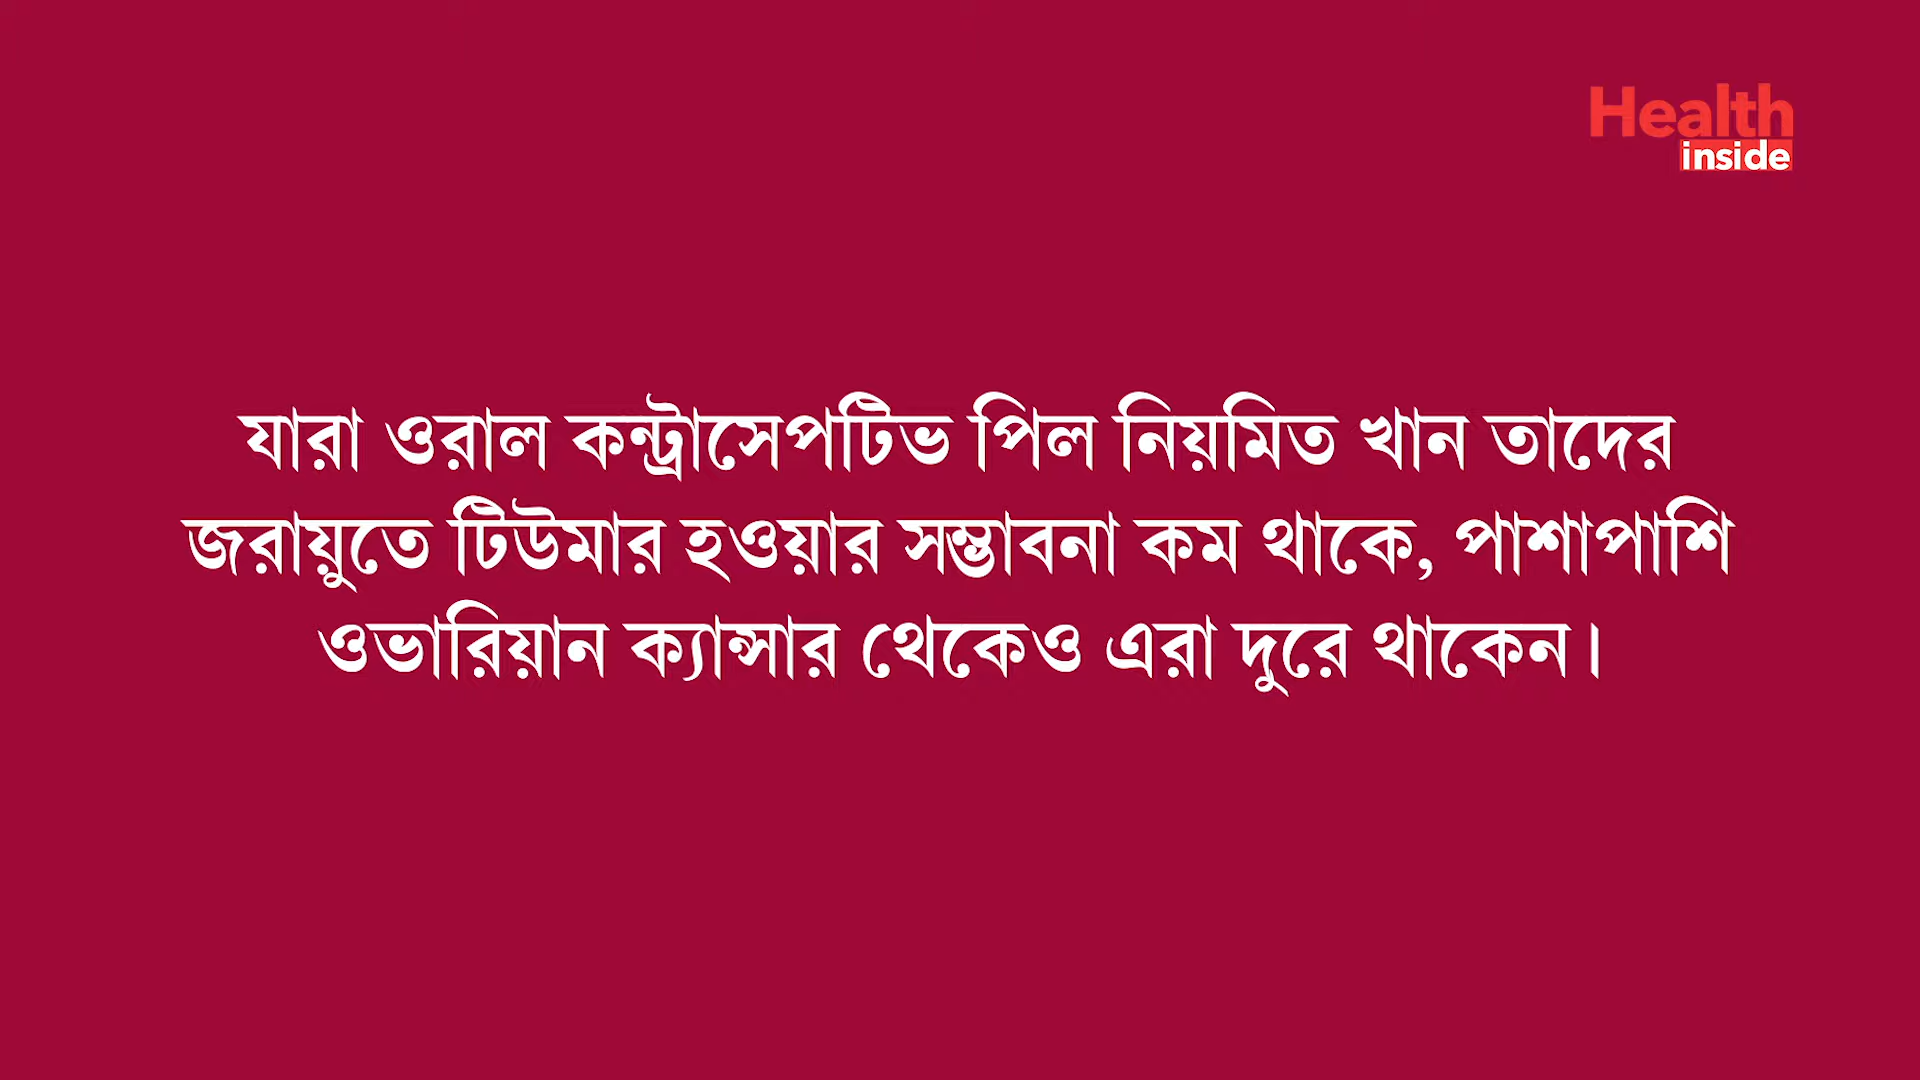 Health
inside
যারা ওরাল কন্ট্রাসেপটিভ পিল নিয়মিত খান তাদের
জরায়ুতে টিউমার হওয়ার সম্ভাবনা কম থাকে, পাশাপাশি
ওভারিয়ান ক্যান্সার থেকেও এরা দুরে থাকেন।